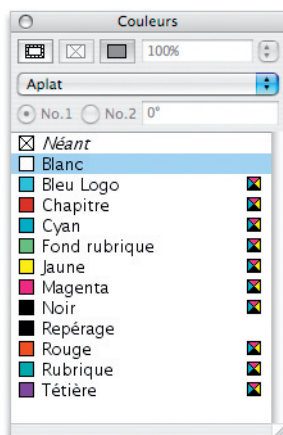 Couleurs
100%
Aplat
No.1 No.2 0°
Néant
Blanc
Bleu Logo
Chapitre
Cyan
Fond rubrique
Jaune
Magenta
Noir
Repérage
Rouge
Rubrique
Tétière